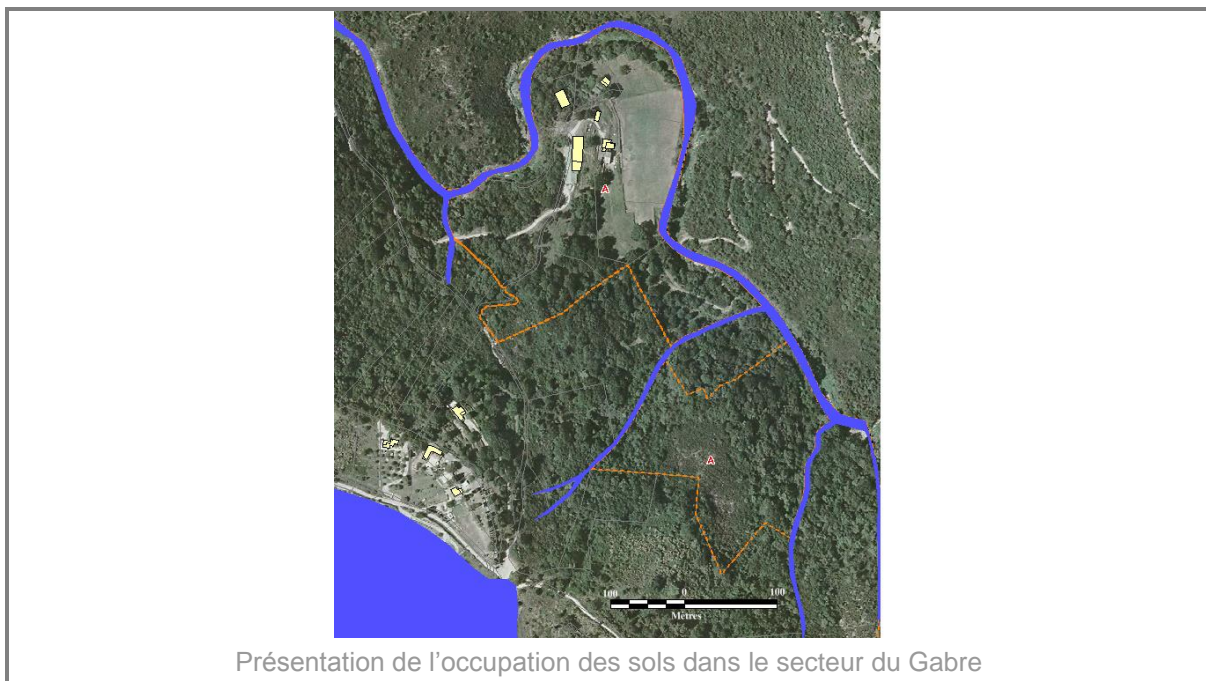 A
A
100 0 100
Mètres
Présentation de l’occupation des sols dans le secteur du Gabre